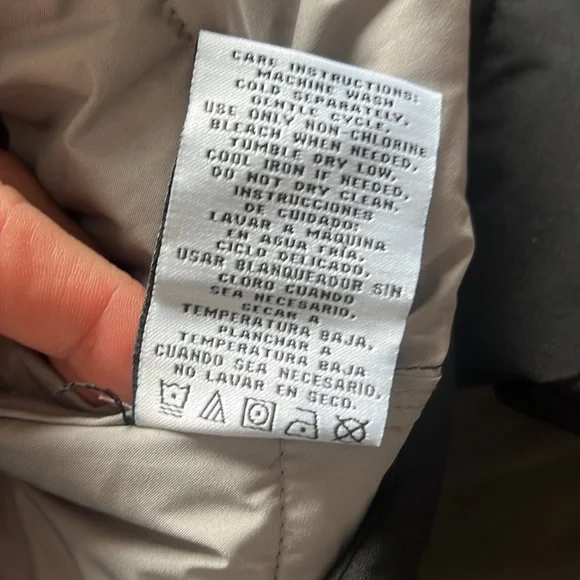 CARE INSTRUCTIONS:
MACHINE WASH
COLD SEPARATELY,
GENTLE CYCLE,
USE ONLY NON CHLORINE
BLEACH WHEN NEEDED,
TUMBLE DRY LOW,
COOL IRON IF NEEDED,
DO NOT DRY CLEAN.
INSTRUCCIONES
DE CUIDADO:
LAVAR A MAQUINA
EN AGUA FRIA,
CICLO DELICADO,
USAR BLANQUEADOR SIN
CLORO CUANDO
SEA NECESARIO,
SECAR A
TEMPERATURA BAJA,
PLANCHAR A
TEMPERATURA BAJA
CUANDO SEA NECESARIO,
NO LAVAR EN SECO.